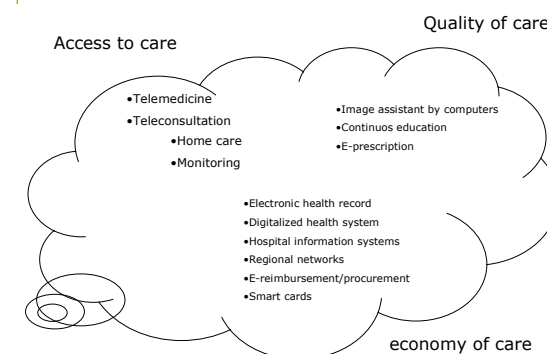 Quality of care
Access to care
•Telemedicine
•Teleconsultation
•Home care
•Monitoring
•Image assistant by computers
•Continuos education
•E-prescription
•Electronic health record
•Digitalized health system
•Hospital information systems
•Regional networks
•E-reimbursement/procurement
•Smart cards
economy of care